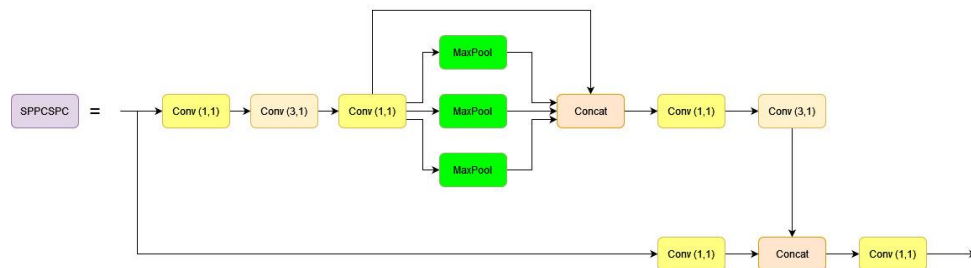 MaxPool
SPPCSPC = Conv (1,1) Conv (3,1) Conv (1,1) MaxPool Concat Conv (1,1) Conv (3,1)
MaxPool
Conv (1,1) Concat Conv (1,1)